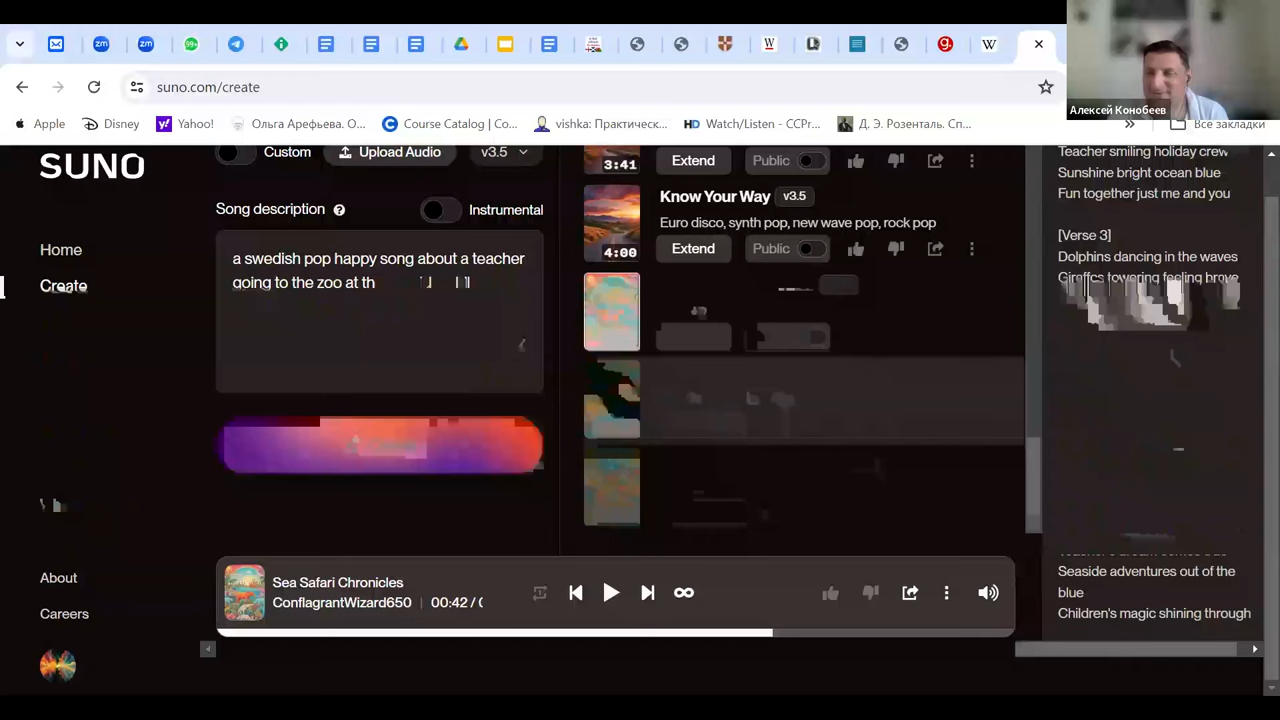 Алексей Конобеев
suno.com/create
Apple
Disney
Yahoo!
Ольга Арефьева. О...
Course Catalog | Co...
vishka: Практическ...
Watch/Listen - CCPr...
Д. Э. Розенталь. Сп...
Все закладки
SUNO
Home
Create
About
Careers
Custom
Upload Audio
v3.5
Song description
Instrumental
a swedish pop happy song about a teacher
going to the zoo at th
3:41
Extend
Public
Know Your Way
v3.5
Euro disco, synth pop, new wave pop, rock pop
4:00
Extend
Public
Teacher smiling holiday crew
Sunshine bright ocean blue
Fun together just me and you
[Verse 3]
Dolphins dancing in the waves
Giraffes towering feeling brave
Seaside adventures out of the
blue
Children's magic shining through
Sea Safari Chronicles
ConflagrantWizard650
00:42 / 0